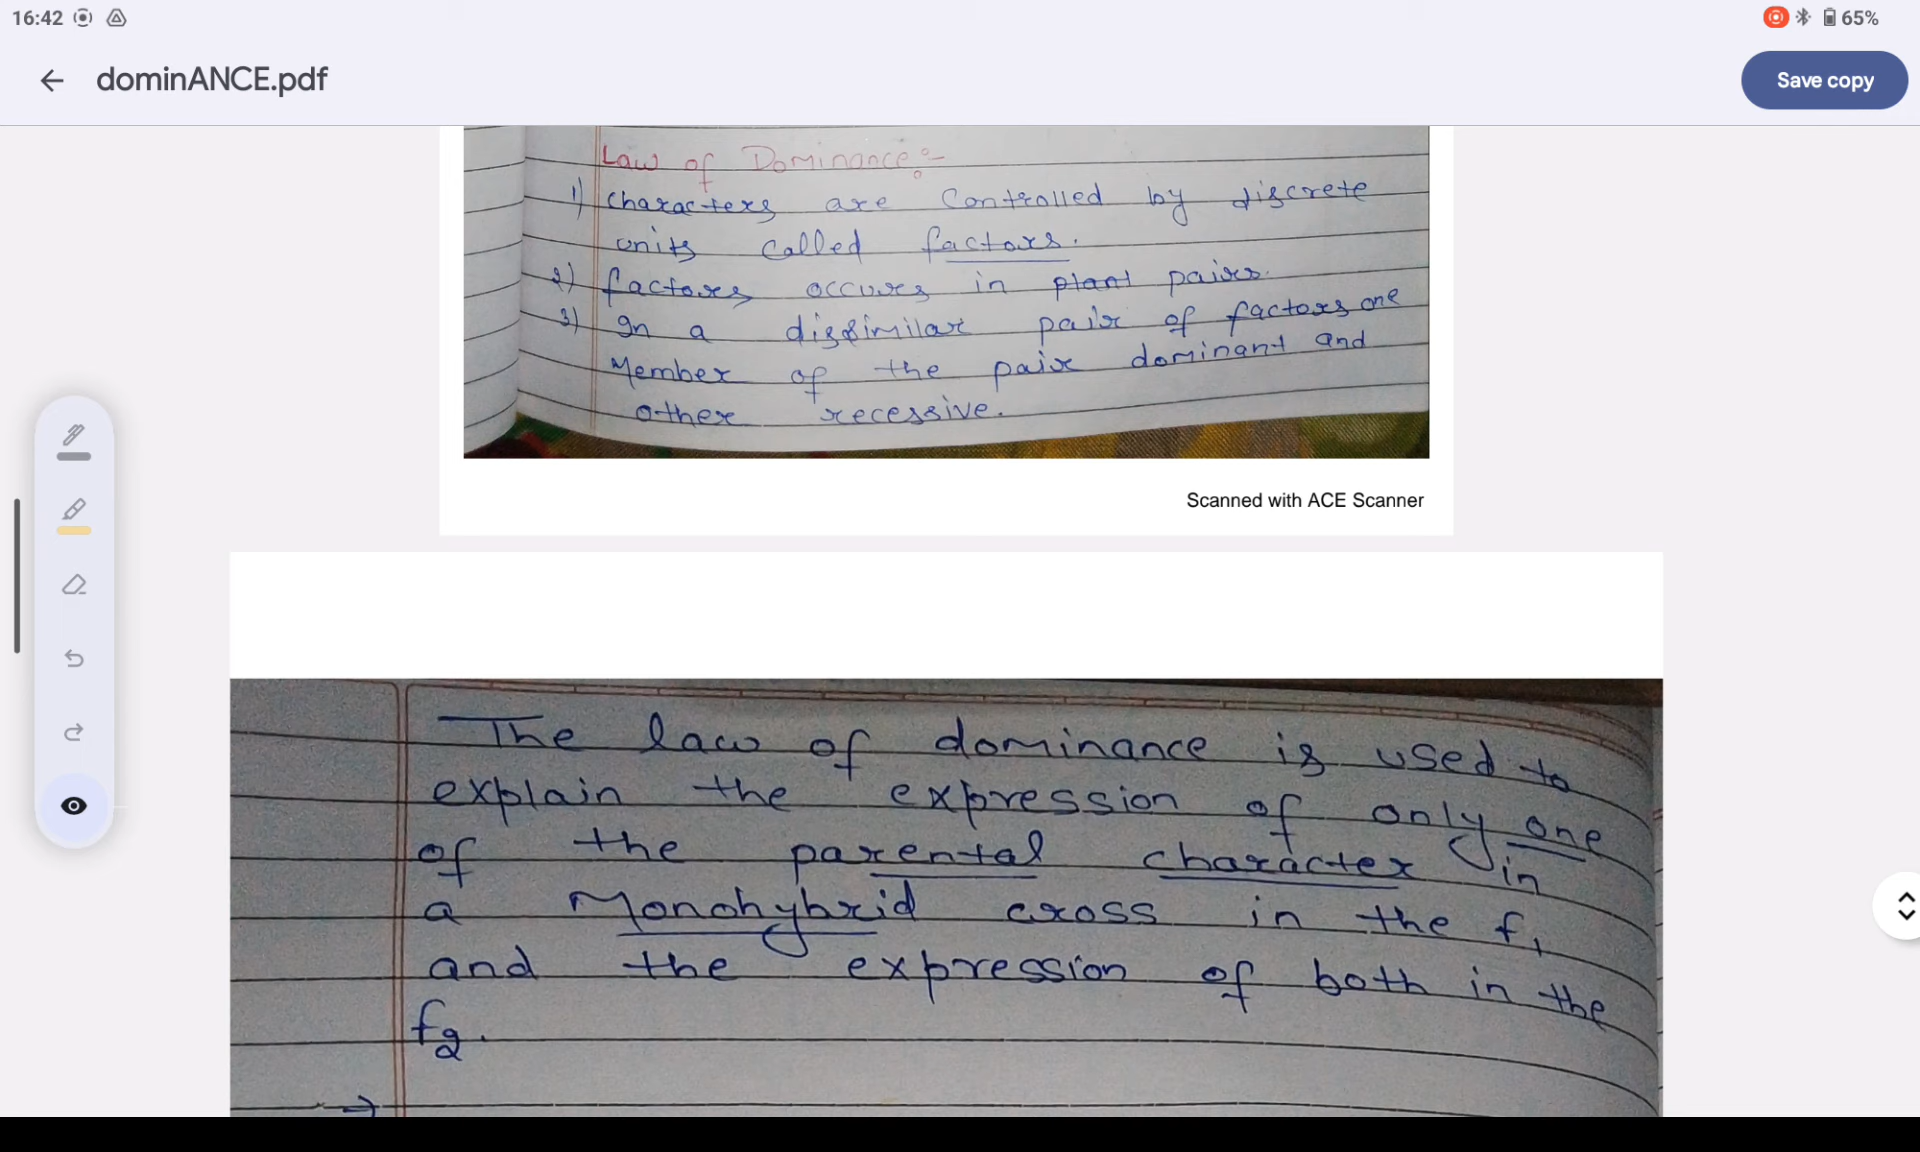 16:42
65%
dominANCE.pdf
Save copy
Law of Dominance:-
1) characters are controlled by discrete
units called factors.
2) factores occures in plant pairs.
3) In a dissimilar pair of factors one
Member of the pair dominant and
other recessive.
Scanned with ACE Scanner
The law of dominance is used to
explain the expression of only one
of the parental character in
a Monohybrid cross in the f1
and the expression of both in the
f2.